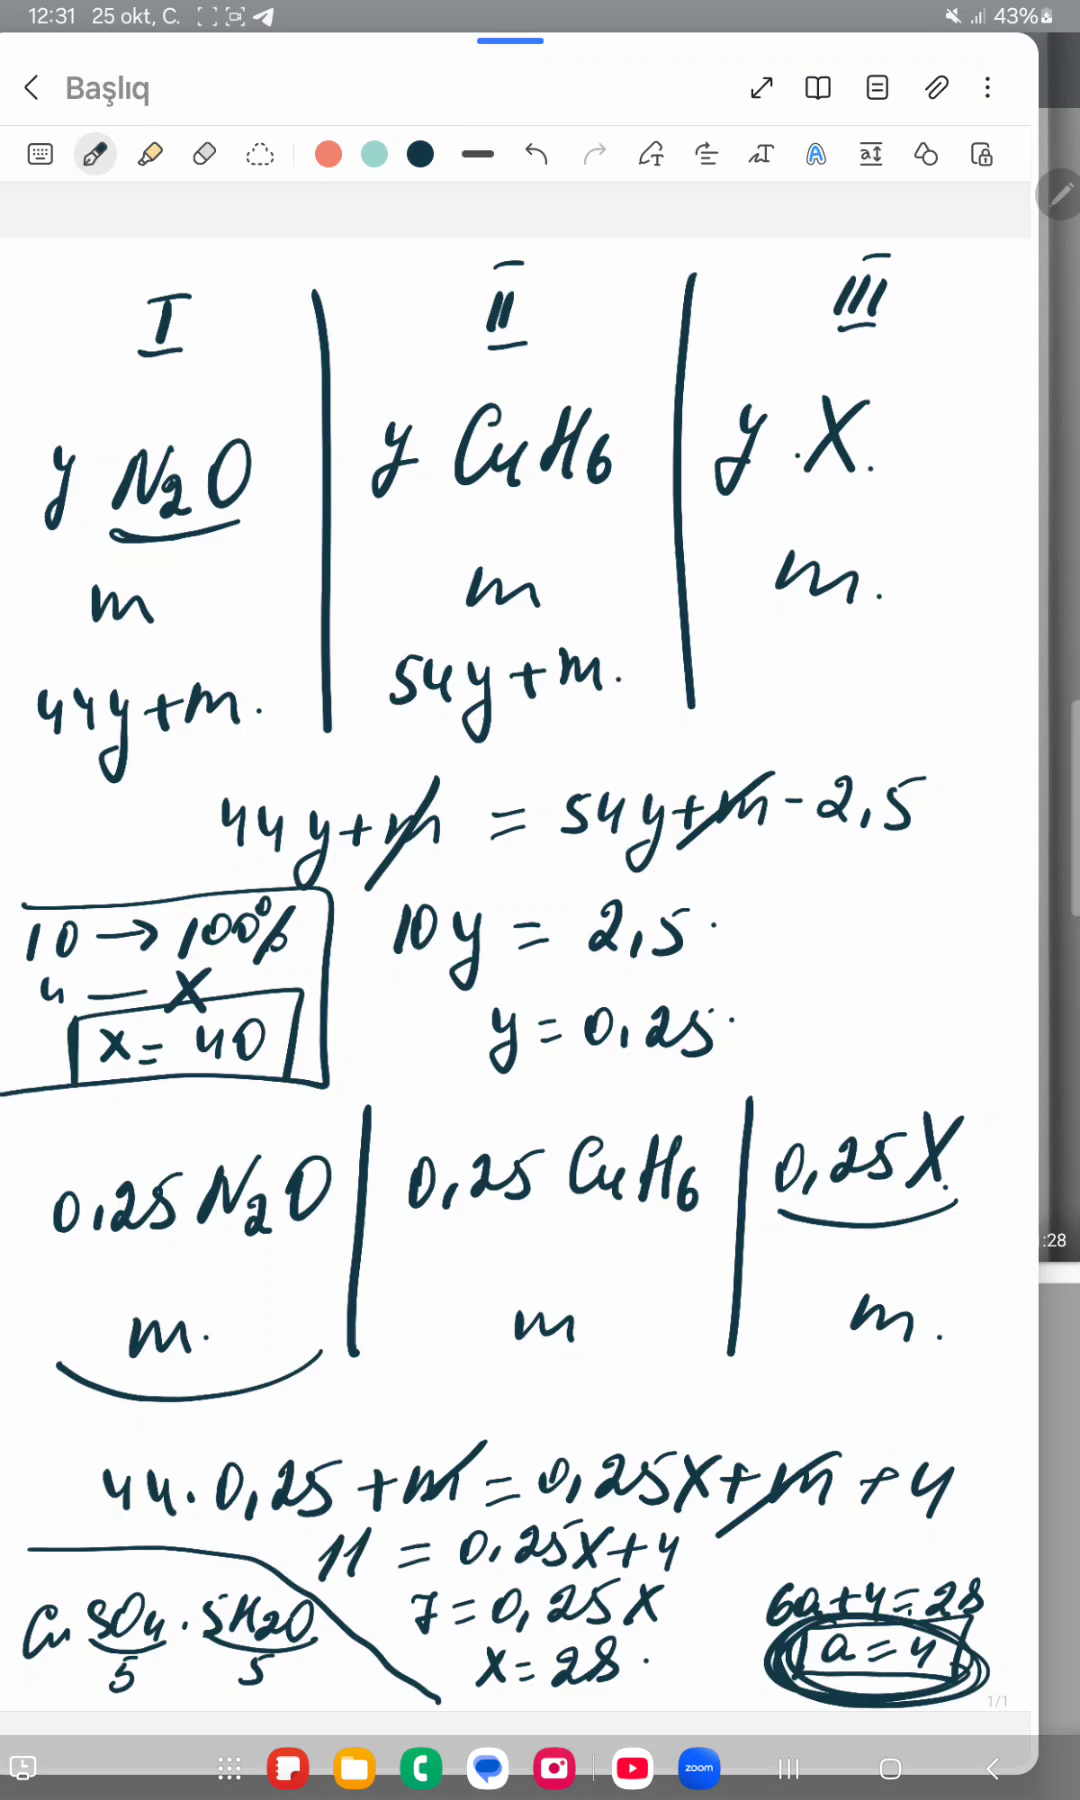 12:31 25 okt, C. 43%
Başlıq
I
II
III
y N2O
y C4H6
y X.
m
m
m.
44y+m.
54y+m.
44y+m = 54y+m-2,5
10 → 100%
10y = 2,5.
4 — X
x = 40
y = 0,25.
0,25 N2O
0,25 C4H6
0,25X
:28
m.
m
m.
44.0,25+m=0,25X+m+4
11 = 0,25X+4
CuSO4.5H2O
5 5
7=0,25X
x=28.
6a+4=28
a=4
1/1
zoom